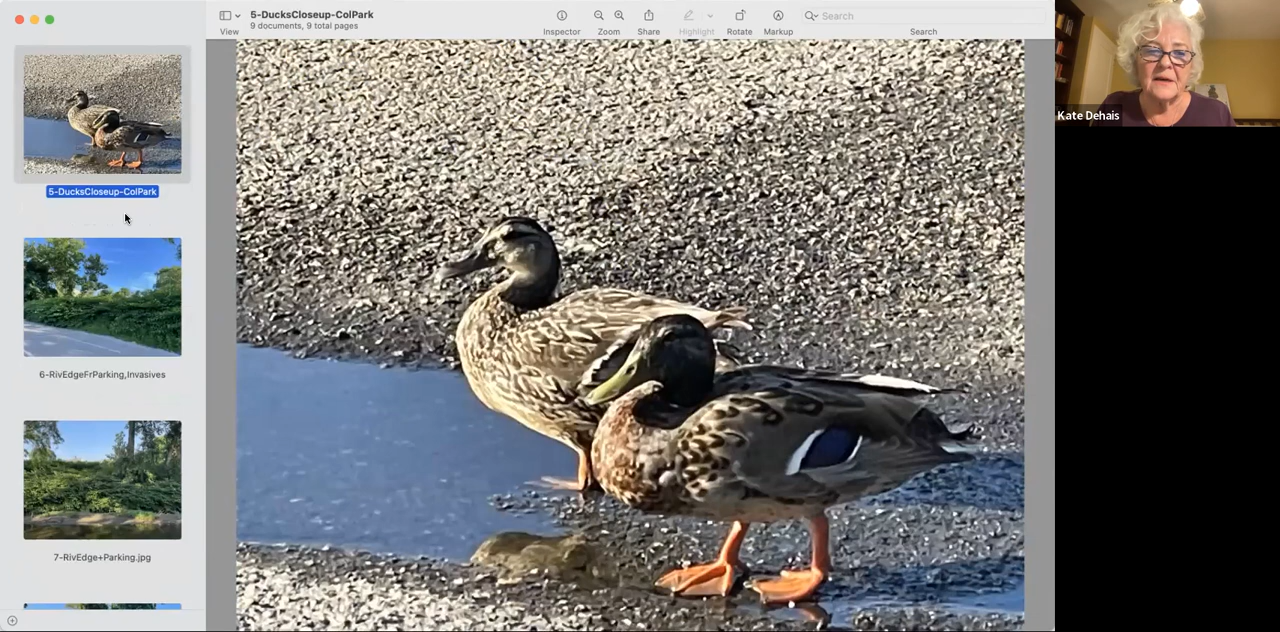 5-DucksCloseup-ColPark
9 documents, 9 total pages
View
Inspector
Zoom
Share
Highlight
Rotate
Markup
Search
Search
Kate Dehais
5-DucksCloseup-ColPark
6-RivEdgeFrParking,Invasives
7-RivEdge+Parking.jpg